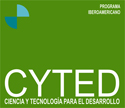 PROGRAMA
IBEROAMERICANO
CYTED
CIENCIA Y TECNOLOGÍA PARA EL DESARROLLO